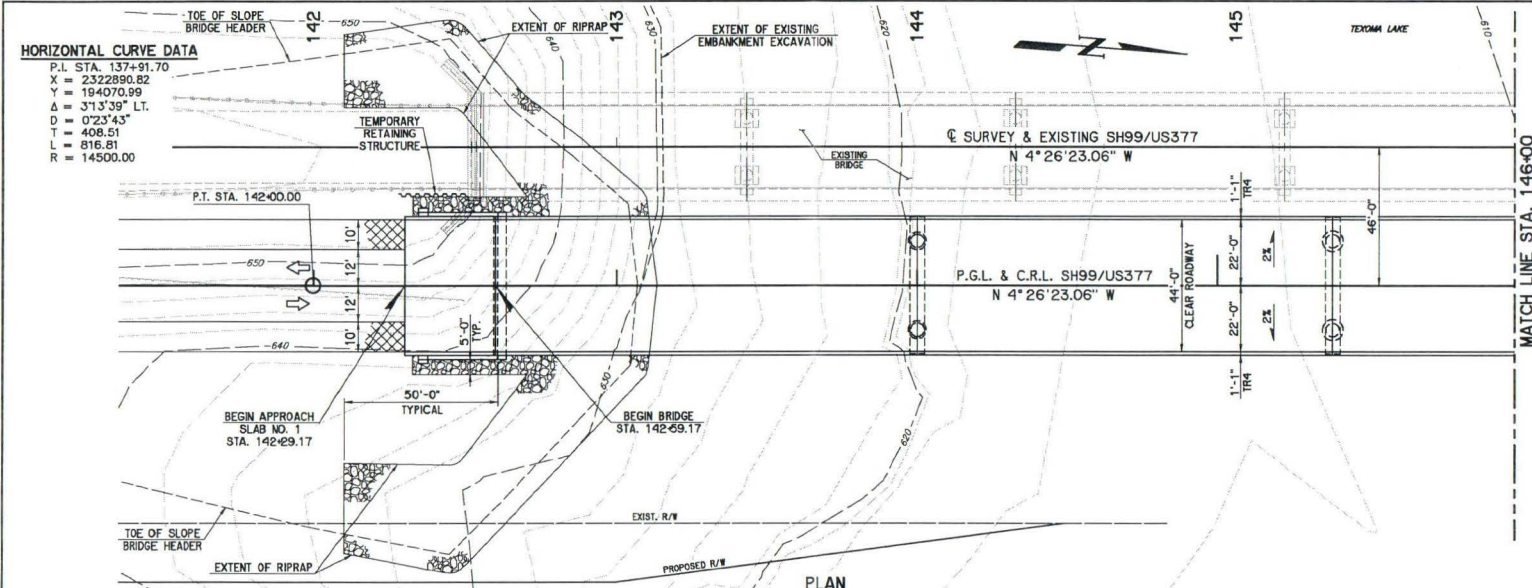 TOE OF SLOPE
BRIDGE HEADER
142
650
EXTENT OF RIPRAP
640
143
630
EXTENT OF EXISTING
EMBANKMENT EXCAVATION
620
144
N
145
TEXOMA LAKE
610
HORIZONTAL CURVE DATA
P.I. STA. 137+91.70
X = 2322890.82
Y = 194070.99
Δ = 3°13'39" LT.
D = 0°23'43"
T = 408.51
L = 816.81
R = 14500.00
TEMPORARY
RETAINING
STRUCTURE
EXISTING
BRIDGE
℄ SURVEY & EXISTING SH99/US377
N 4°26'23.06" W
P.T. STA. 142+00.00
1'-1"
TR4
46'-0"
MATCH LINE STA. 146+00
10'
12'
12'
10'
650
640
5'-0"
TYP.
P.G.L. & C.R.L. SH99/US377
N 4°26'23.06" W
44'-0"
CLEAR ROADWAY
22'-0"
2%
22'-0"
2%
1'-1"
TR4
50'-0"
TYPICAL
630
620
BEGIN APPROACH
SLAB NO. 1
STA. 142+29.17
BEGIN BRIDGE
STA. 142+59.17
TOE OF SLOPE
BRIDGE HEADER
EXTENT OF RIPRAP
EXIST. R/W
PROPOSED R/W
PLAN